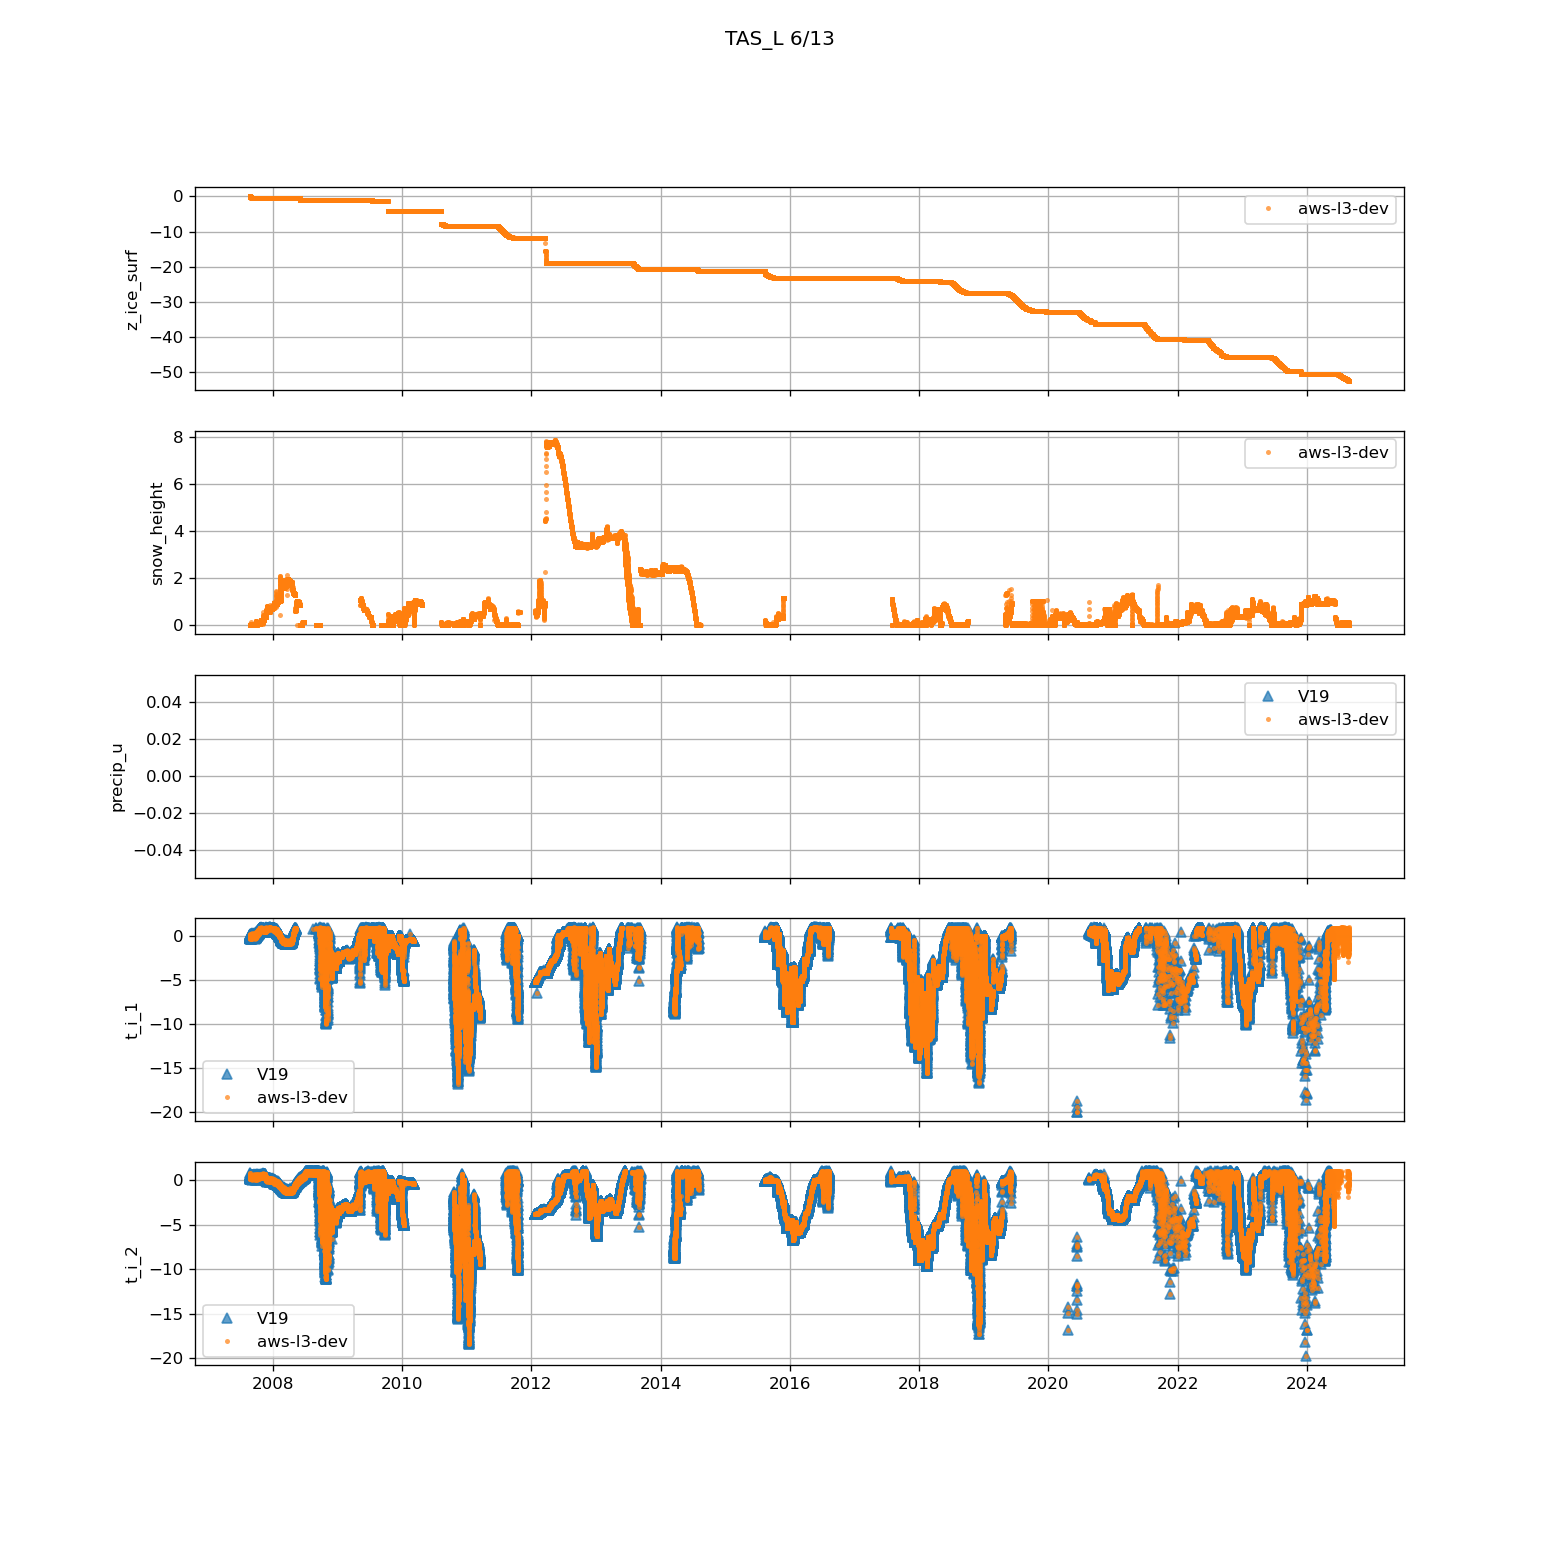 TAS_L 6/13
0
−10
−20
−30
−40
−50
z_ice_surf
aws-l3-dev
8
6
4
2
0
snow_height
aws-l3-dev
0.04
0.02
0.00
−0.02
−0.04
precip_u
V19
aws-l3-dev
0
−5
−10
−15
−20
t_i_1
V19
aws-l3-dev
0
−5
−10
−15
−20
t_i_2
V19
aws-l3-dev
2008 2010 2012 2014 2016 2018 2020 2022 2024